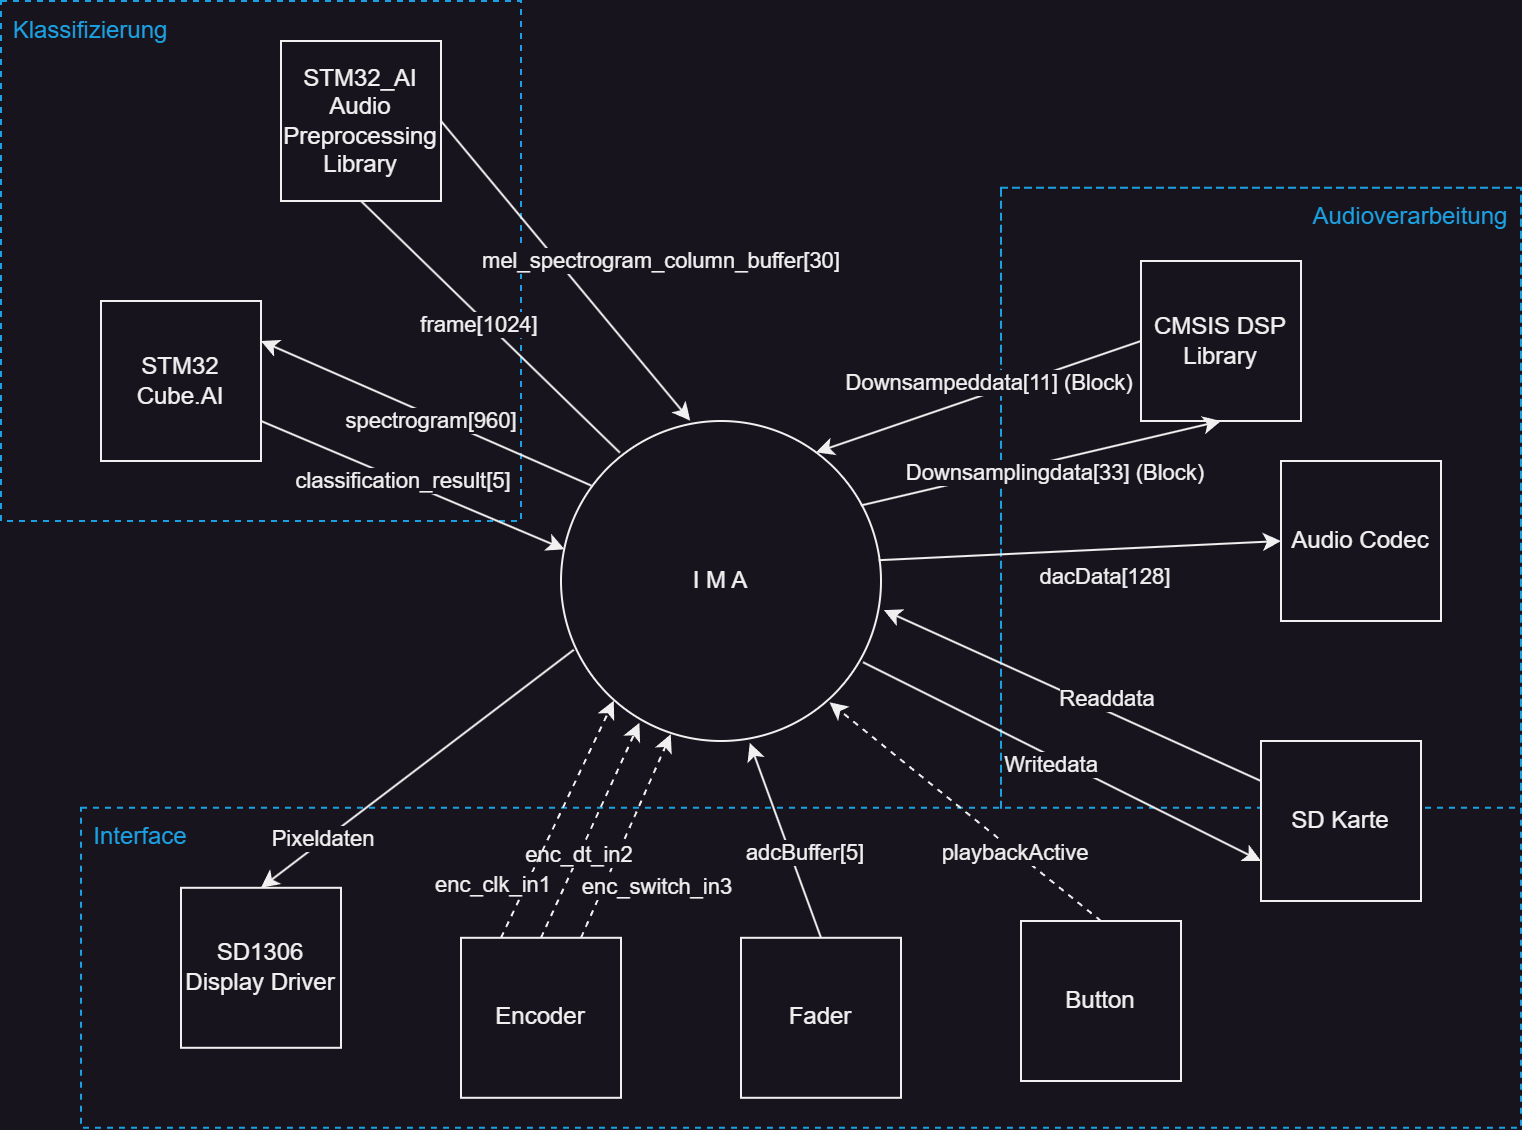 Klassifizierung
STM32_AI
Audio
Preprocessing
Library
mel_spectrogram_column_buffer[30]
frame[1024]
STM32
Cube.AI
spectrogram[960]
classification_result[5]
Audioverarbeitung
CMSIS DSP
Library
Downsampeddata[11] (Block)
Downsamplingdata[33] (Block)
Audio Codec
dacData[128]
I M A
Readdata
Writedata
SD Karte
Interface
Pixeldaten
enc_dt_in2
enc_clk_in1
enc_switch_in3
adcBuffer[5]
playbackActive
SD1306
Display Driver
Encoder
Fader
Button